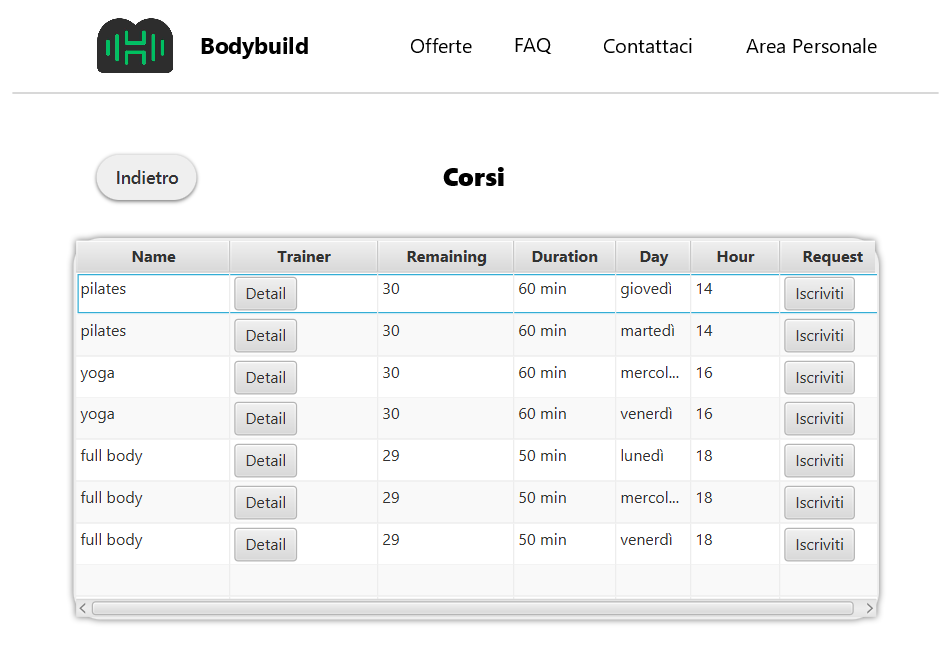 Bodybuild Offerte FAQ Contattaci Area Personale
Indietro Corsi
Name Trainer Remaining Duration Day Hour Request
pilates Detail 30 60 min giovedì 14 Iscriviti
pilates Detail 30 60 min martedì 14 Iscriviti
yoga Detail 30 60 min mercol... 16 Iscriviti
yoga Detail 30 60 min venerdì 16 Iscriviti
full body Detail 29 50 min lunedì 18 Iscriviti
full body Detail 29 50 min mercol... 18 Iscriviti
full body Detail 29 50 min venerdì 18 Iscriviti